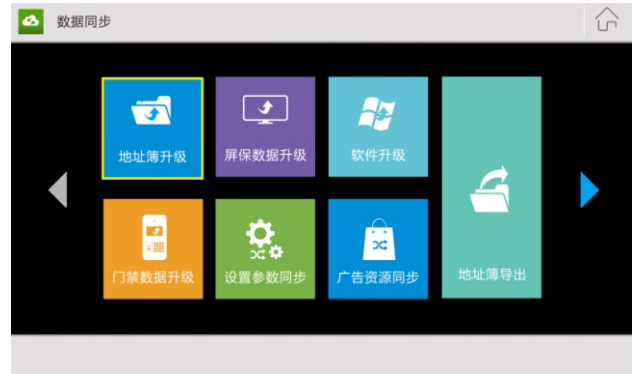 数据同步
地址薄升级
屏保数据升级
软件升级
门禁数据升级
设置参数同步
广告资源同步
地址薄导出